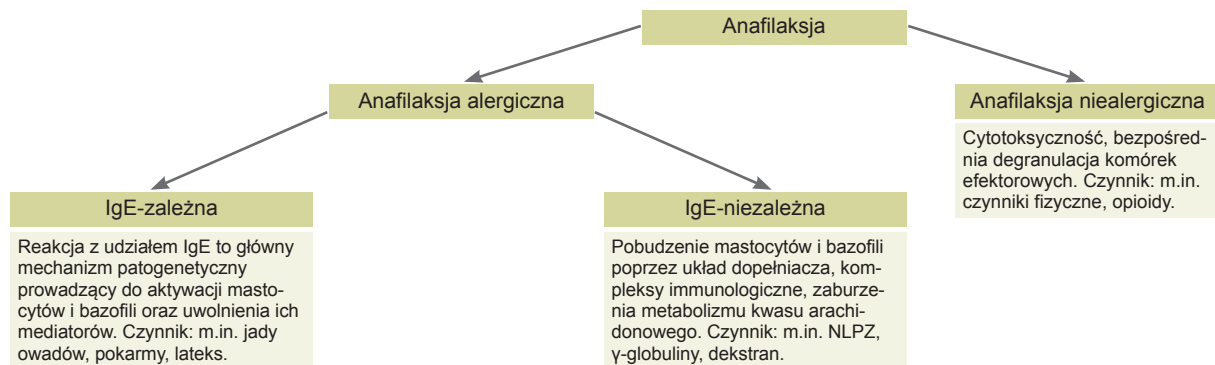 Anafilaksja
Anafilaksja alergiczna
Anafilaksja niealergiczna
Cytotoksyczność, bezpośred-
nia degranulacja komórek
efektorowych. Czynnik: m.in.
czynniki fizyczne, opioidy.
IgE-zależna
Reakcja z udziałem IgE to główny
mechanizm patogenetyczny
prowadzący do aktywacji masto-
cytów i bazofili oraz uwolnienia ich
mediatorów. Czynnik: m.in. jady
owadów, pokarmy, lateks.
IgE-niezależna
Pobudzenie mastocytów i bazofili
poprzez układ dopełniacza, kom-
pleksy immunologiczne, zaburze-
nia metabolizmu kwasu arachi-
donowego. Czynnik: m.in. NLPZ,
γ-globuliny, dekstran.